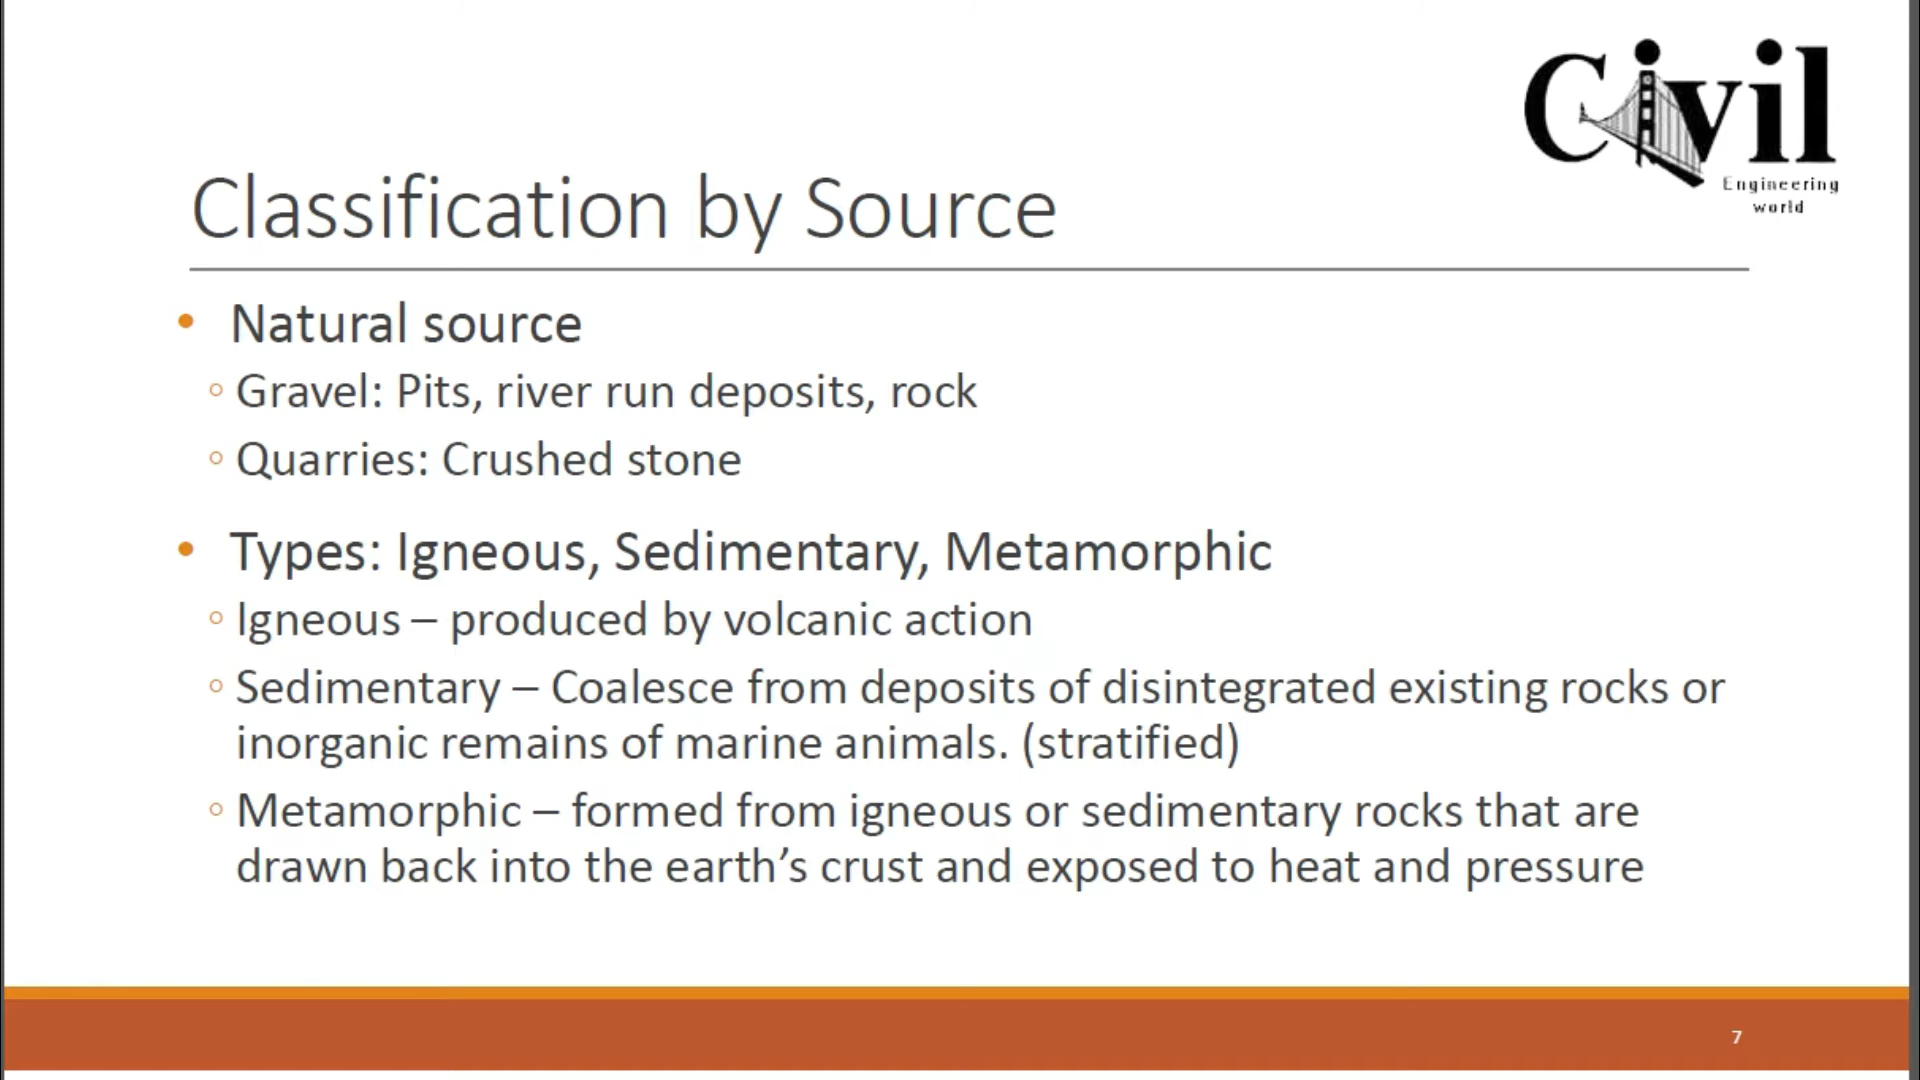 Civil
Engineering
world
Classification by Source
• Natural source
◦ Gravel: Pits, river run deposits, rock
◦ Quarries: Crushed stone
• Types: Igneous, Sedimentary, Metamorphic
◦ Igneous – produced by volcanic action
◦ Sedimentary – Coalesce from deposits of disintegrated existing rocks or
inorganic remains of marine animals. (stratified)
◦ Metamorphic – formed from igneous or sedimentary rocks that are
drawn back into the earth’s crust and exposed to heat and pressure
7